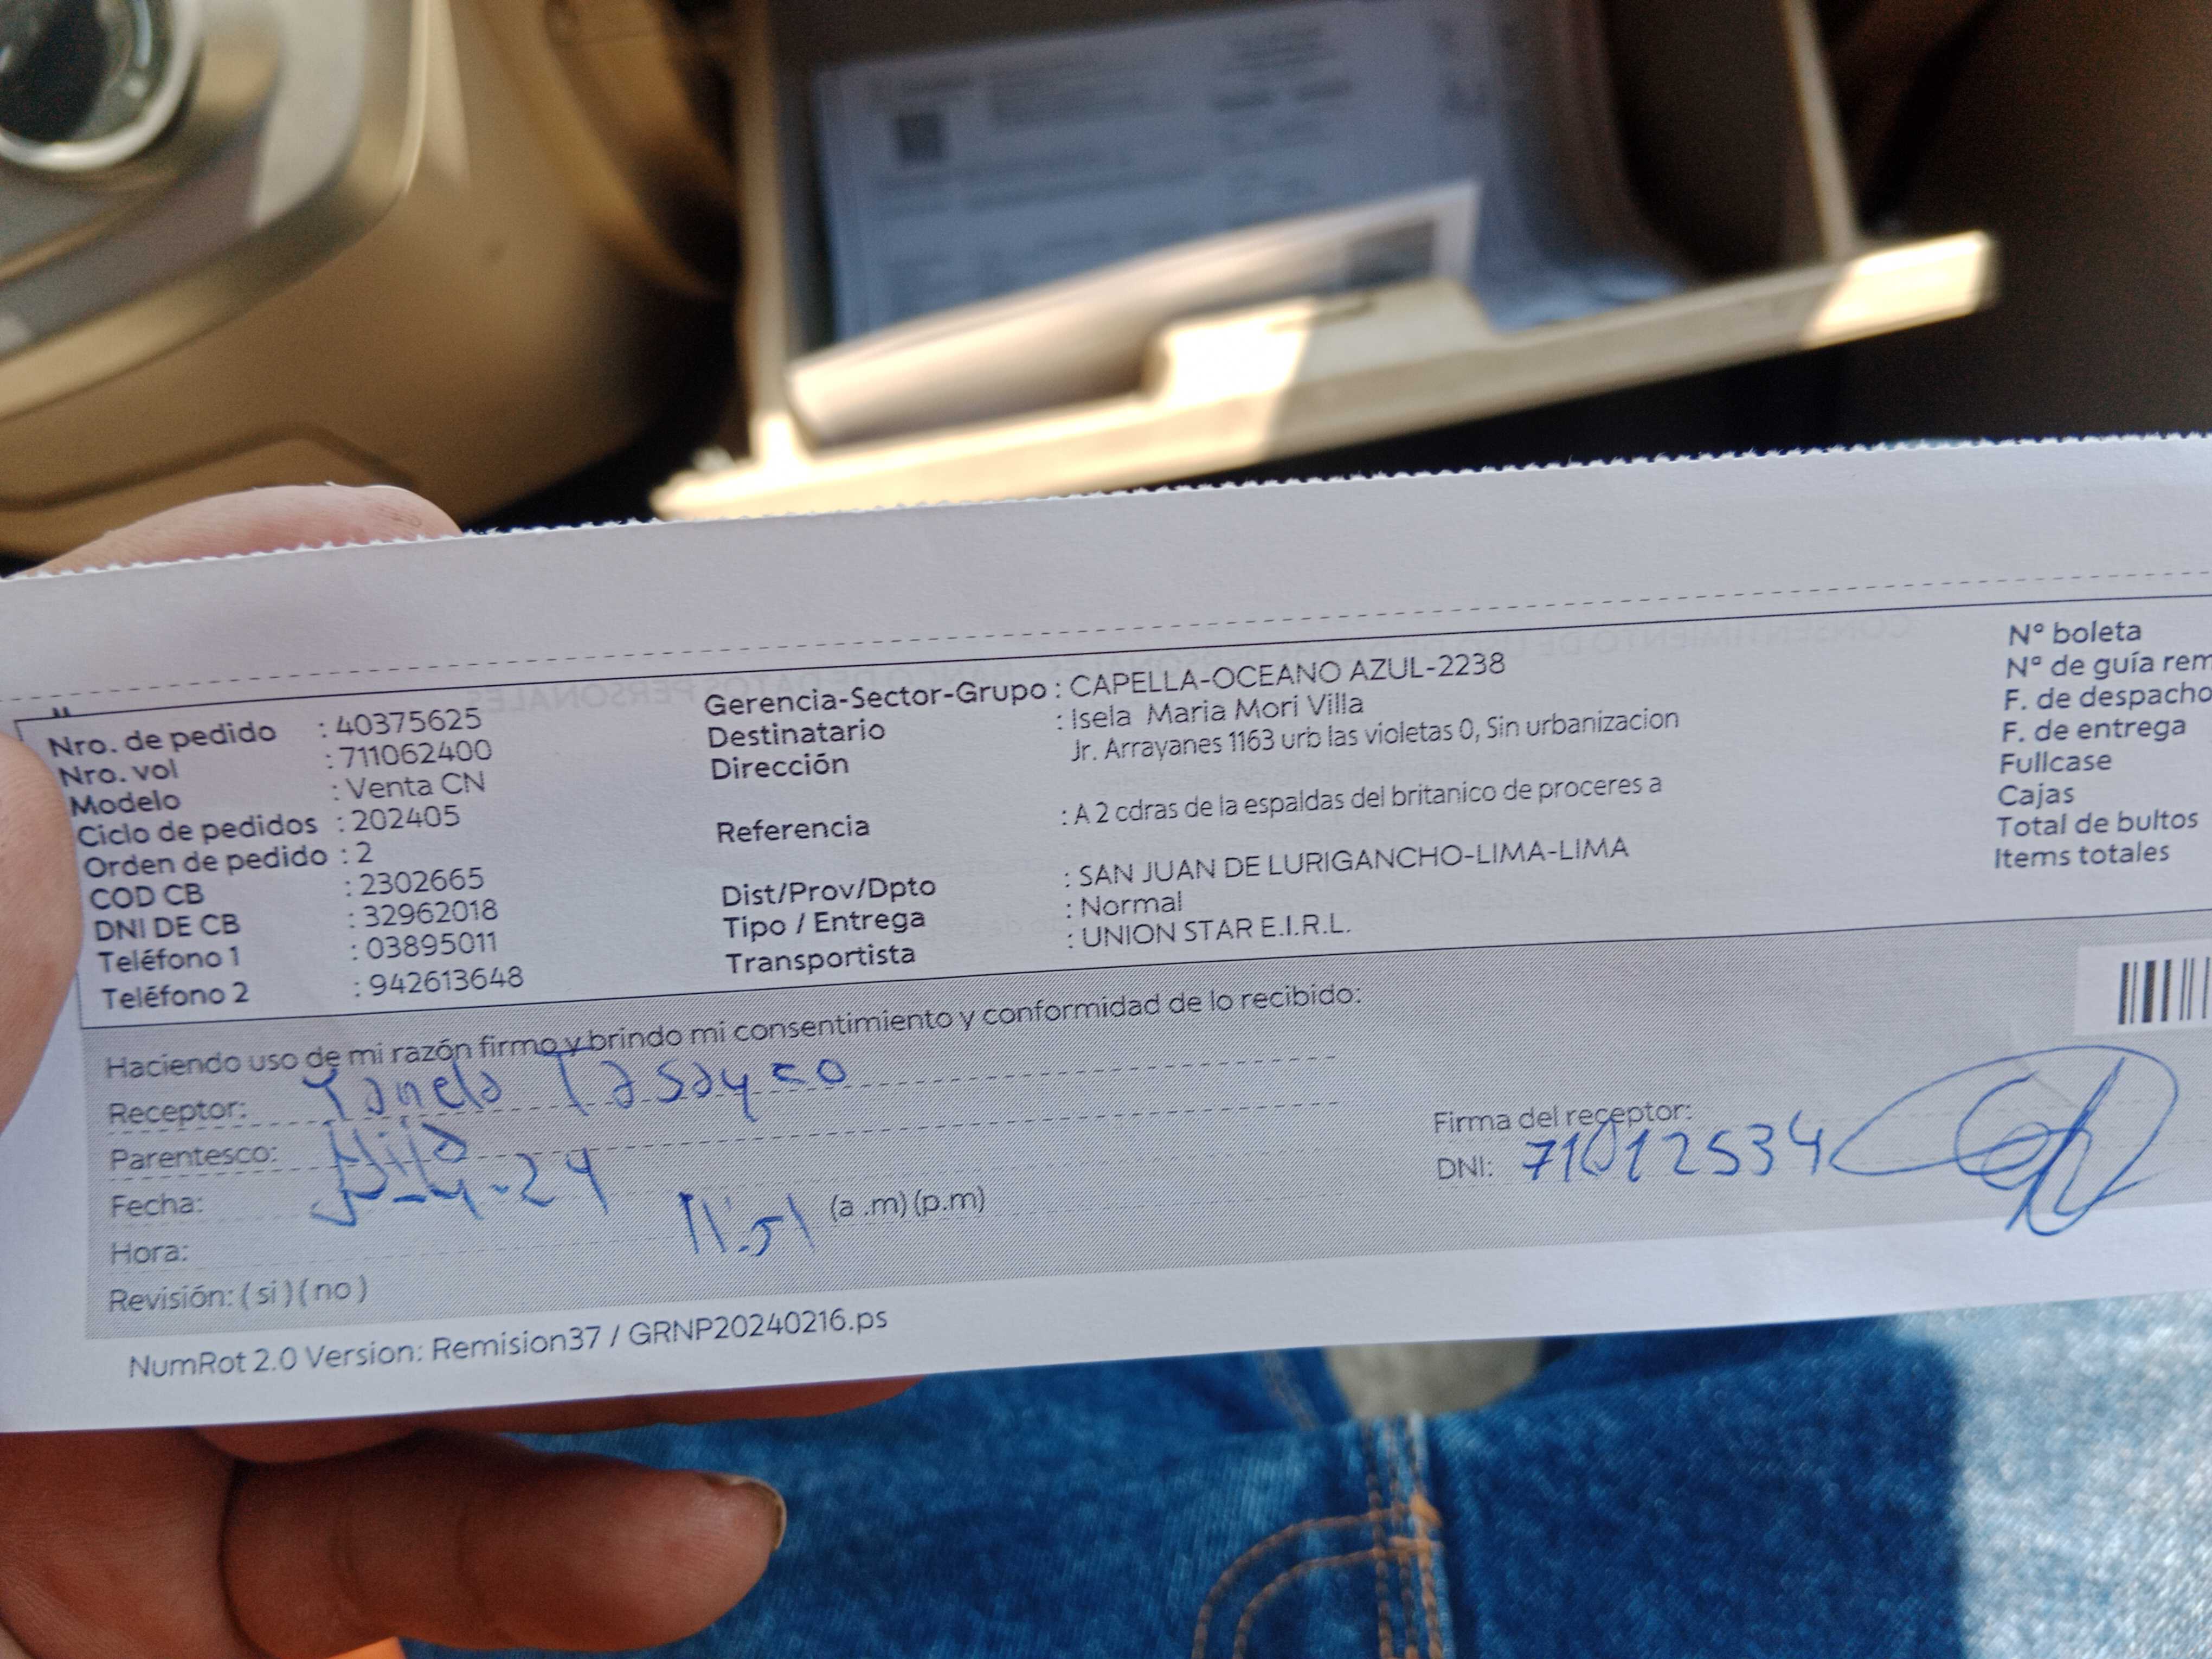 Nro. de pedido : 40375625
Nro. vol : 711062400
Modelo : Venta CN
Ciclo de pedidos : 202405
Orden de pedido : 2
COD CB : 2302665
DNI DE CB : 32962018
Teléfono 1 : 03895011
Teléfono 2 : 942613648
Gerencia-Sector-Grupo : CAPELLA-OCEANO AZUL-2238
Destinatario : Isela Maria Mori Villa
Dirección Jr. Arrayanes 1163 urb las violetas 0, Sin urbanizacion
Referencia : A 2 cdras de la espaldas del britanico de proceres a
Dist/Prov/Dpto : SAN JUAN DE LURIGANCHO-LIMA-LIMA
Tipo / Entrega : Normal
Transportista : UNION STAR E.I.R.L.
N° boleta
N° de guía rem
F. de despacho
F. de entrega
Fullcase
Cajas
Total de bultos
Items totales
Haciendo uso de mi razón firmo y brindo mi consentimiento y conformidad de lo recibido:
Receptor: Yanela Tasayco
Parentesco: Hija
Fecha: 5-4-24
Hora: 11:51 (a .m) (p.m)
Revisión: ( si ) ( no )
Firma del receptor:
DNI: 71012534
NumRot 2.0 Version: Remision37 / GRNP20240216.ps